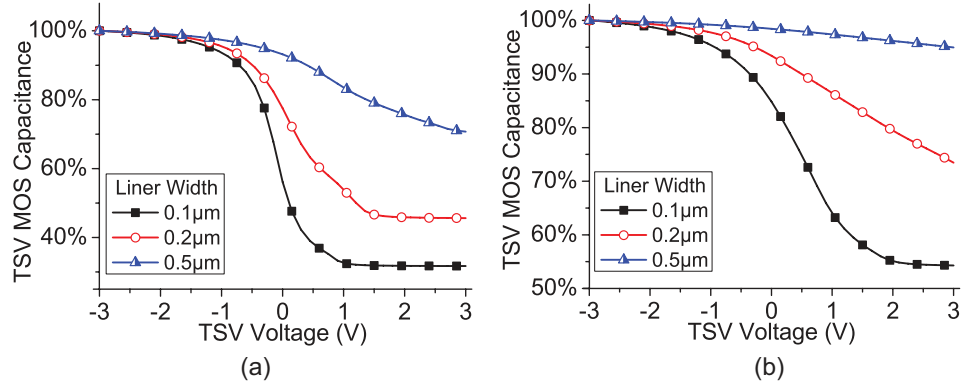 TSV MOS Capacitance
100%
80%
60%
40%
Liner Width
0.1μm
0.2μm
0.5μm
-3 -2 -1 0 1 2 3
TSV Voltage (V)
(a)
TSV MOS Capacitance
100%
90%
80%
70%
60%
50%
Liner Width
0.1μm
0.2μm
0.5μm
-3 -2 -1 0 1 2 3
TSV Voltage (V)
(b)